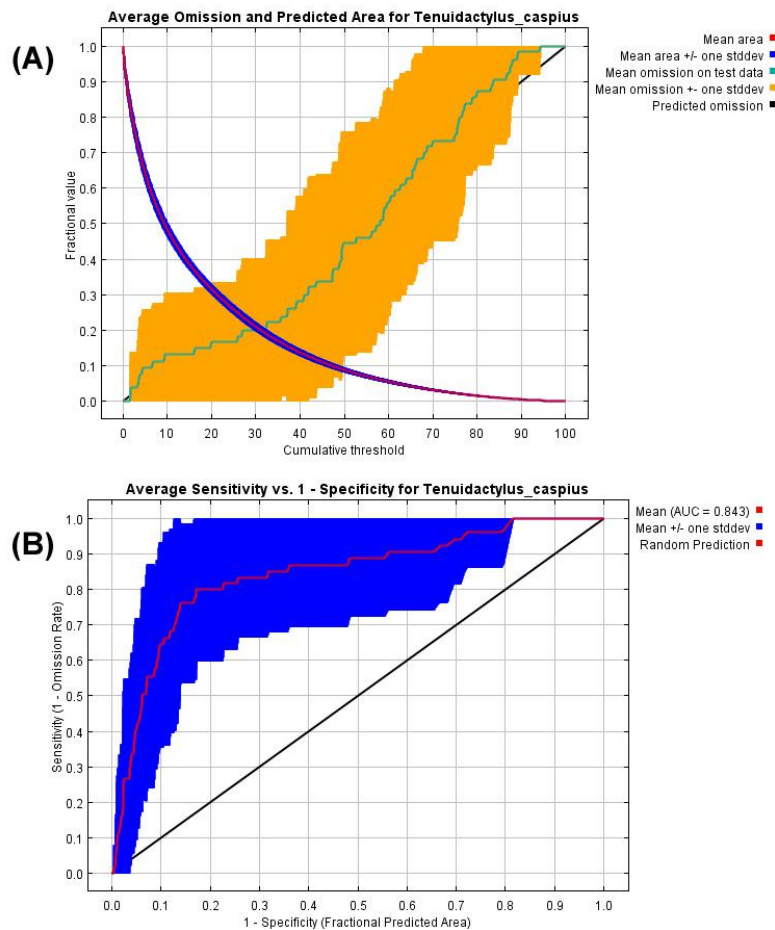 Average Omission and Predicted Area for Tenuidactylus_caspius
(A)
Mean area
Mean area +/- one stddev
Mean omission on test data
Mean omission +- one stddev
Predicted omission
Fractional value
1.0
0.9
0.8
0.7
0.6
0.5
0.4
0.3
0.2
0.1
0.0
0 10 20 30 40 50 60 70 80 90 100
Cumulative threshold
Average Sensitivity vs. 1 - Specificity for Tenuidactylus_caspius
(B)
Mean (AUC = 0.843)
Mean +/- one stddev
Random Prediction
Sensitivity (1 - Omission Rate)
1.0
0.9
0.8
0.7
0.6
0.5
0.4
0.3
0.2
0.1
0.0
0.0 0.1 0.2 0.3 0.4 0.5 0.6 0.7 0.8 0.9 1.0
1 - Specificity (Fractional Predicted Area)